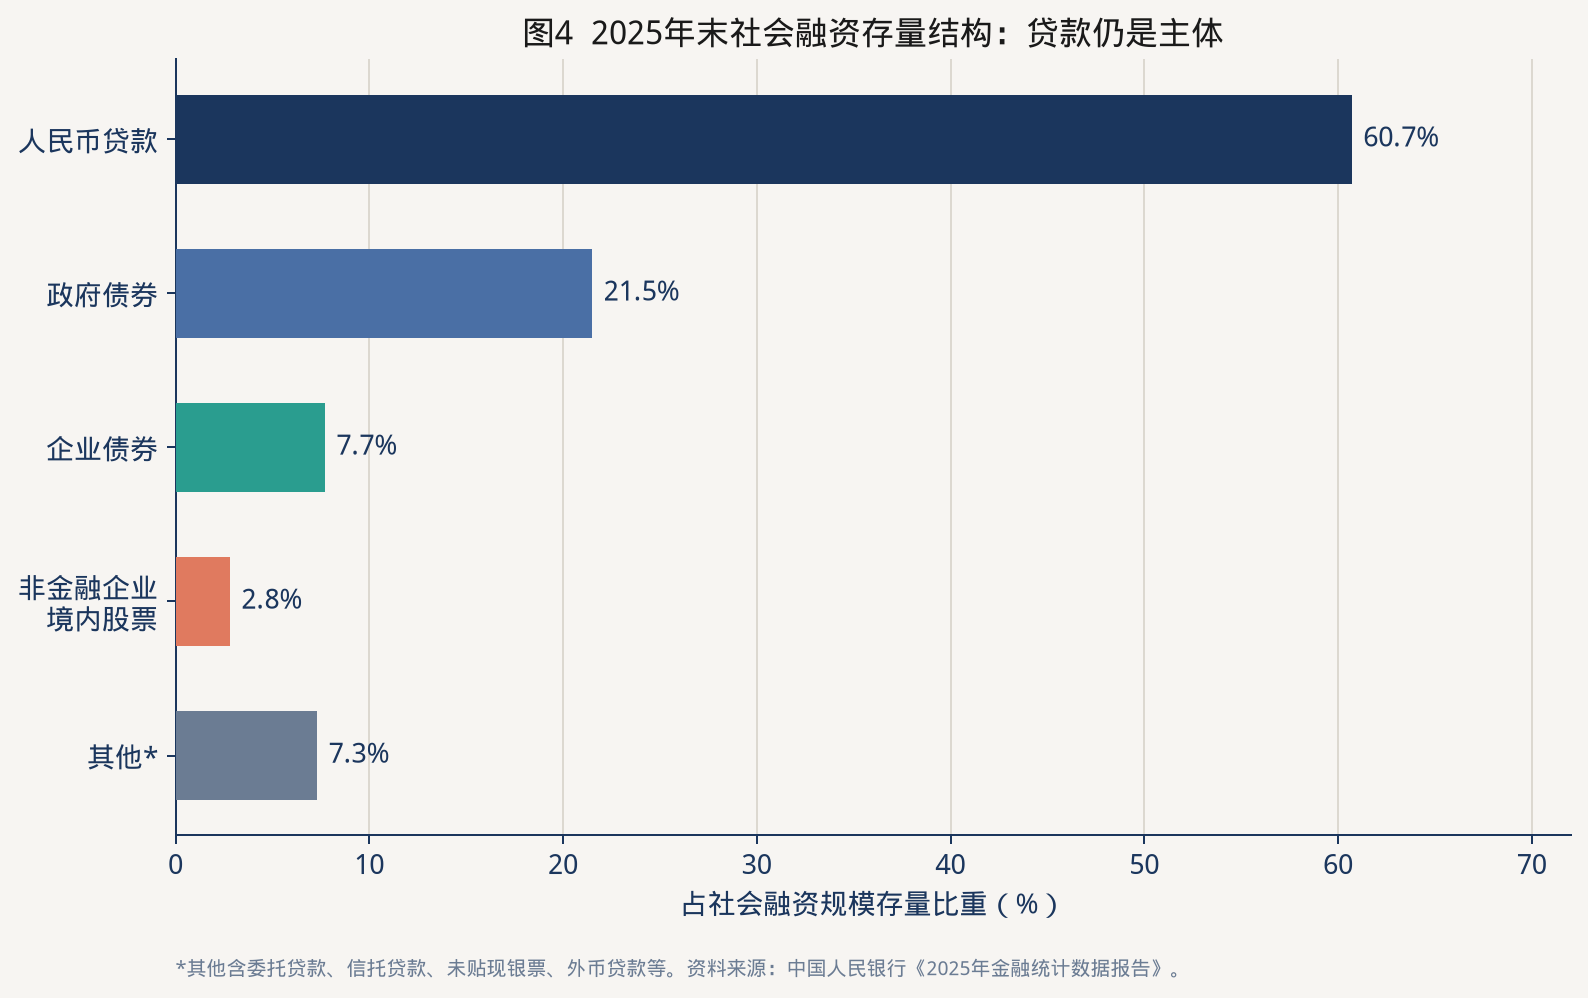 图4 2025年末社会融资存量结构：贷款仍是主体
人民币贷款
60.7%
政府债券
21.5%
企业债券
7.7%
非金融企业
境内股票
2.8%
其他*
7.3%
0 10 20 30 40 50 60 70
占社会融资规模存量比重（%）
*其他含委托贷款、信托贷款、未贴现银票、外币贷款等。资料来源：中国人民银行《2025年金融统计数据报告》。